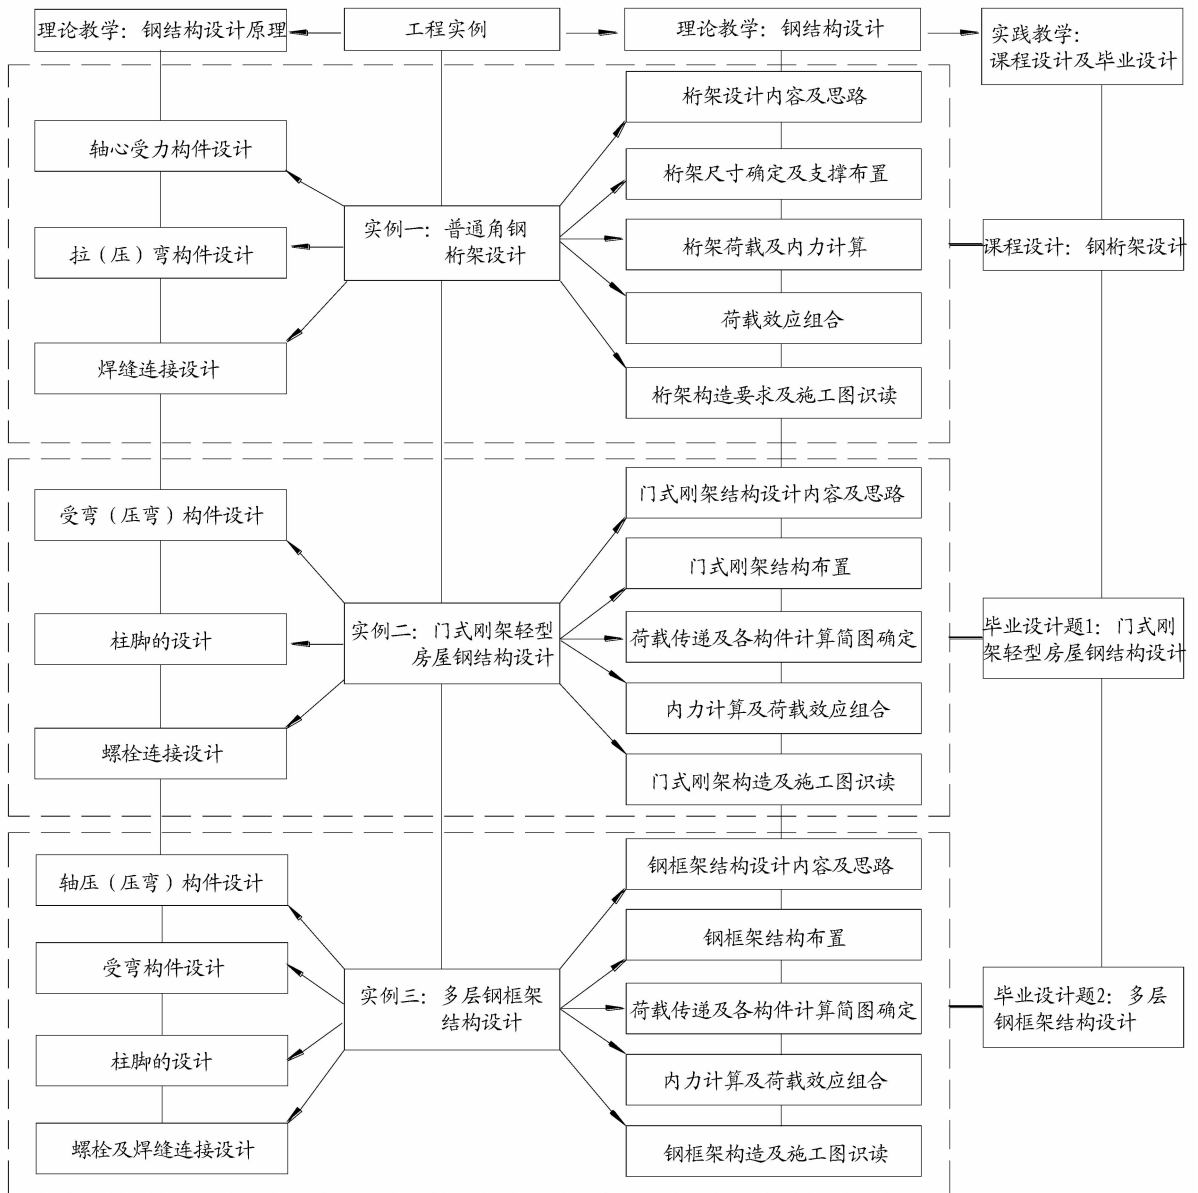 理论教学：钢结构设计原理
工程实例
理论教学：钢结构设计
实践教学：
课程设计及毕业设计
轴心受力构件设计
拉（压）弯构件设计
焊缝连接设计
实例一：普通角钢
桁架设计
桁架设计内容及思路
桁架尺寸确定及支撑布置
桁架荷载及内力计算
荷载效应组合
桁架构造要求及施工图识读
课程设计：钢桁架设计
受弯（压弯）构件设计
柱脚的设计
螺栓连接设计
实例二：门式刚架轻型
房屋钢结构设计
门式刚架结构设计内容及思路
门式刚架结构布置
荷载传递及各构件计算简图确定
内力计算及荷载效应组合
门式刚架构造及施工图识读
毕业设计题1：门式刚
架轻型房屋钢结构设计
轴压（压弯）构件设计
受弯构件设计
柱脚的设计
螺栓及焊缝连接设计
实例三：多层钢框架
结构设计
钢框架结构设计内容及思路
钢框架结构布置
荷载传递及各构件计算简图确定
内力计算及荷载效应组合
钢框架构造及施工图识读
毕业设计题2：多层
钢框架结构设计